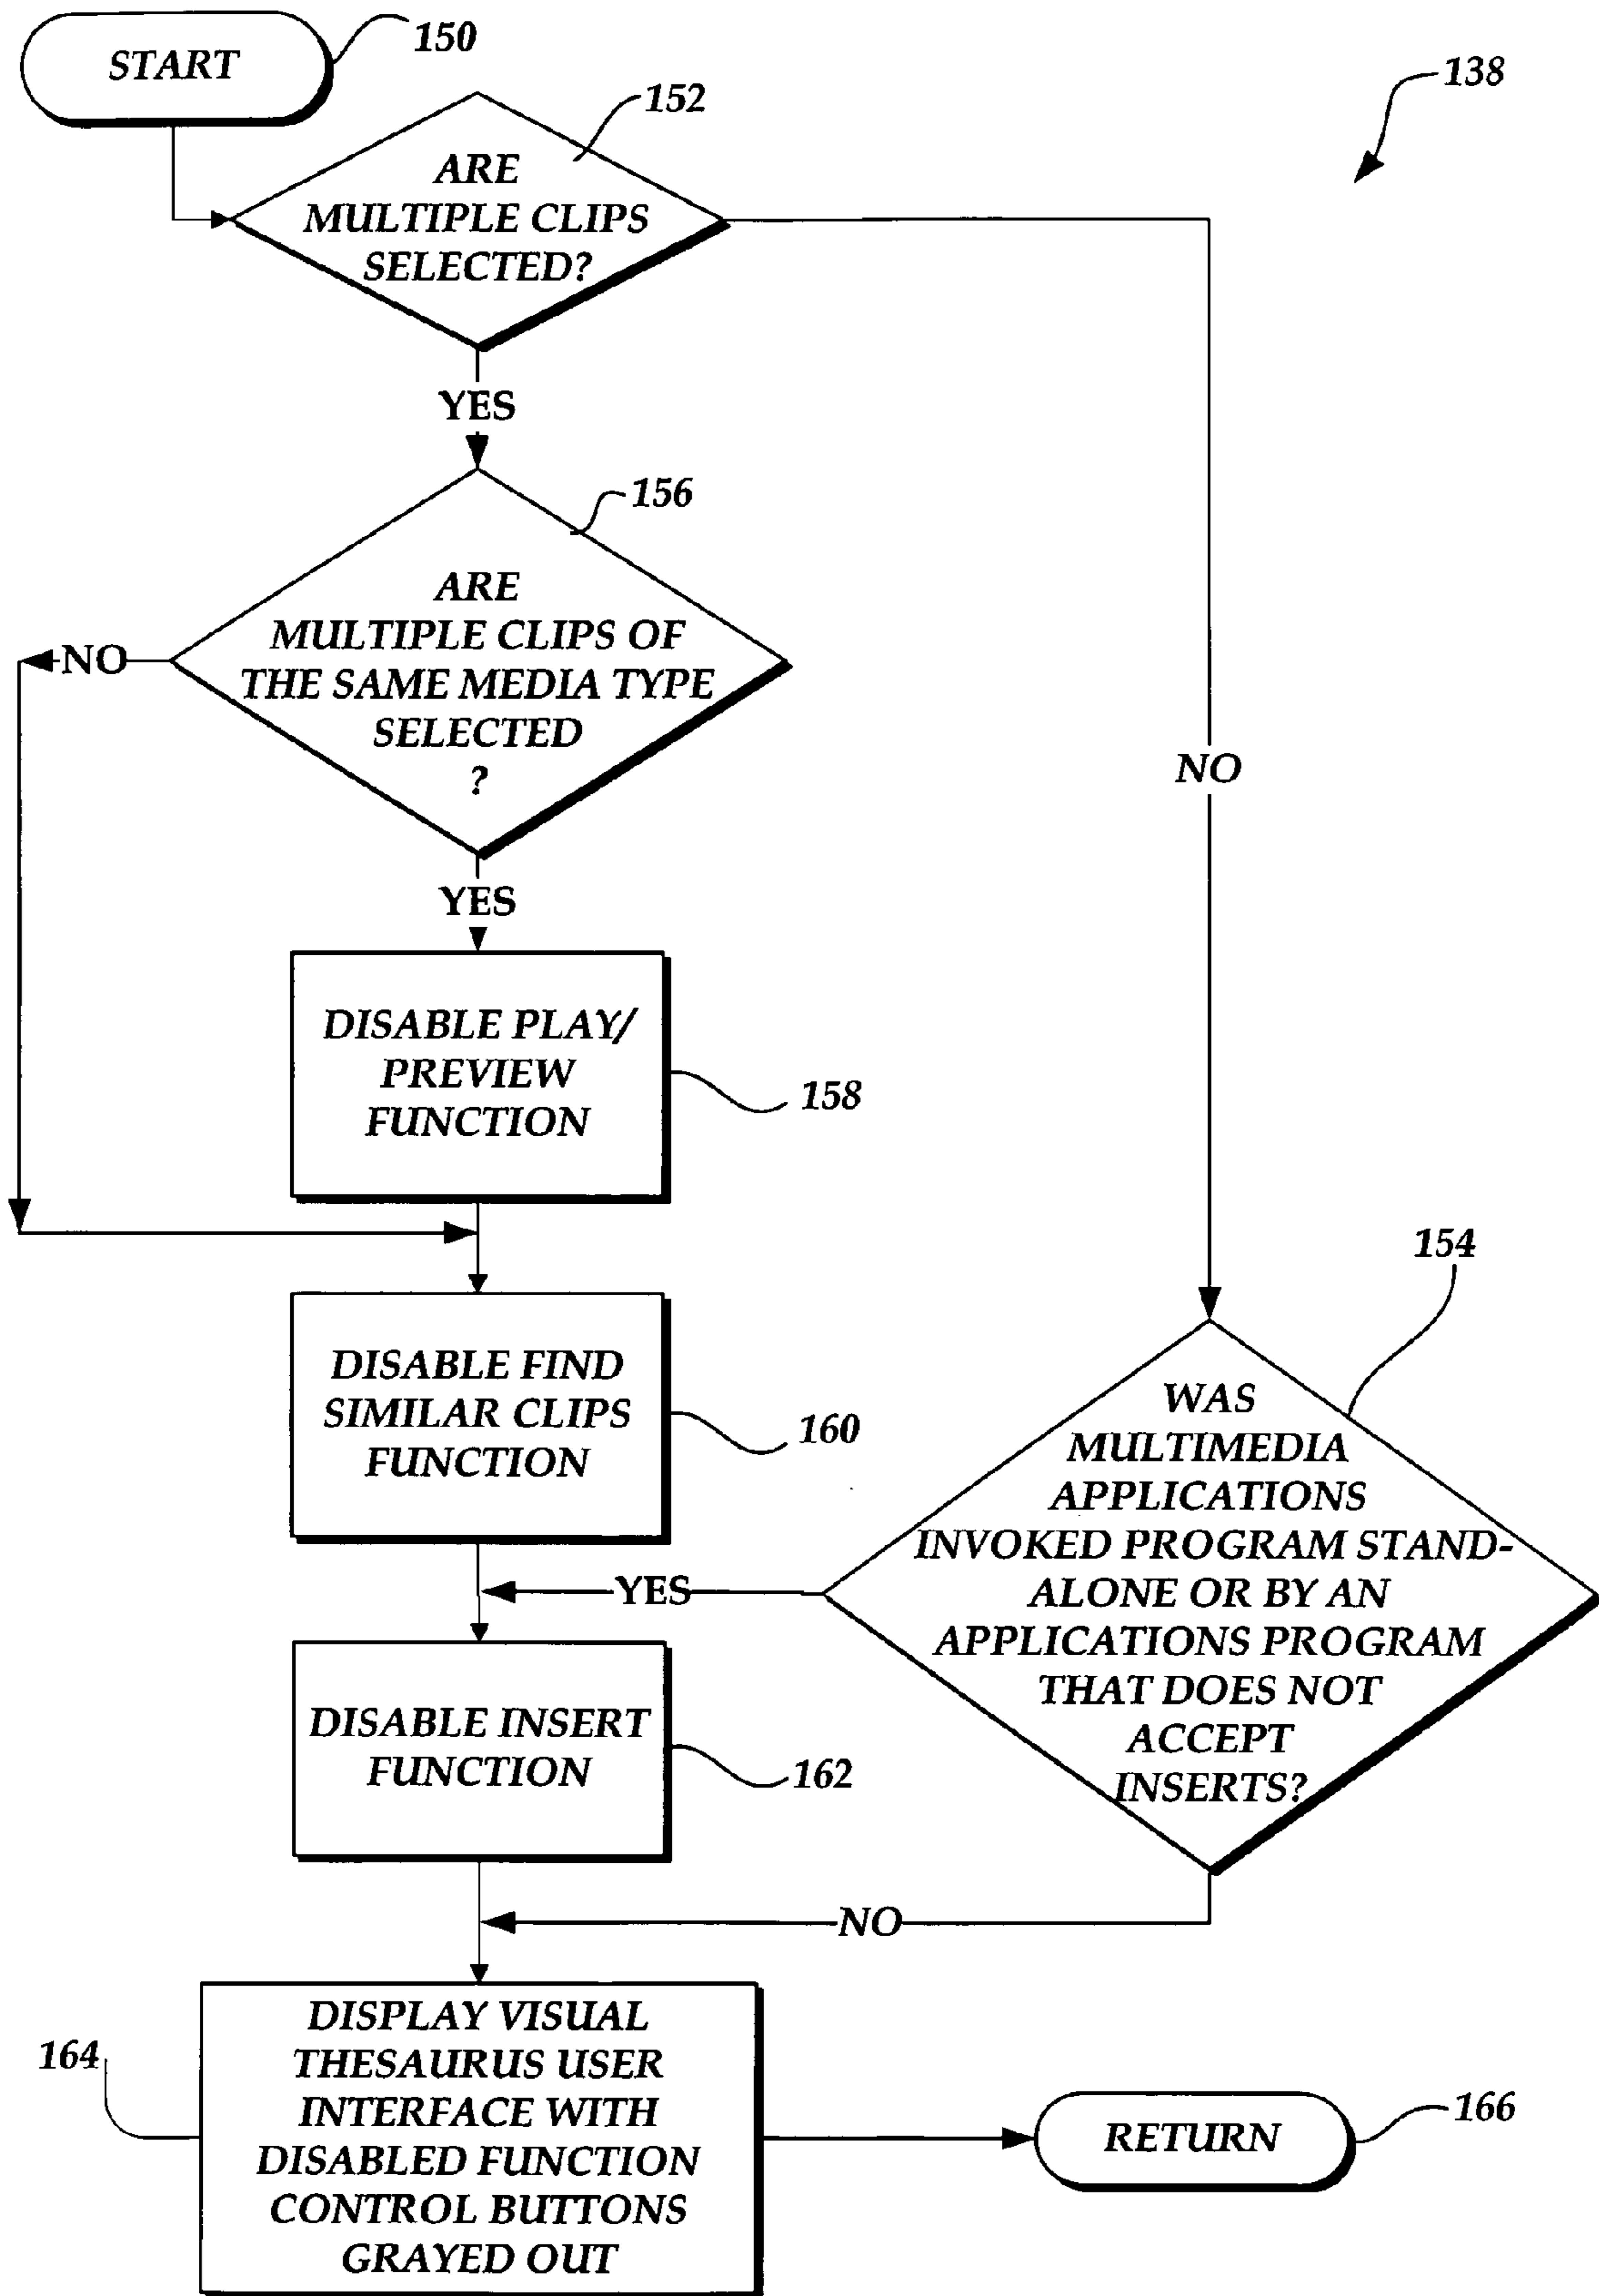 START
150
138
152
ARE
MULTIPLE CLIPS
SELECTED?
YES
156
ARE
MULTIPLE CLIPS OF
THE SAME MEDIA TYPE
SELECTED
?
NO
NO
YES
DISABLE PLAY/
PREVIEW
FUNCTION
158
154
DISABLE FIND
SIMILAR CLIPS
FUNCTION
160
WAS
MULTIMEDIA
APPLICATIONS
INVOKED PROGRAM STAND-
ALONE OR BY AN
APPLICATIONS PROGRAM
THAT DOES NOT
ACCEPT
INSERTS?
YES
DISABLE INSERT
FUNCTION
162
NO
DISPLAY VISUAL
THESAURUS USER
INTERFACE WITH
DISABLED FUNCTION
CONTROL BUTTONS
GRAYED OUT
164
RETURN
166